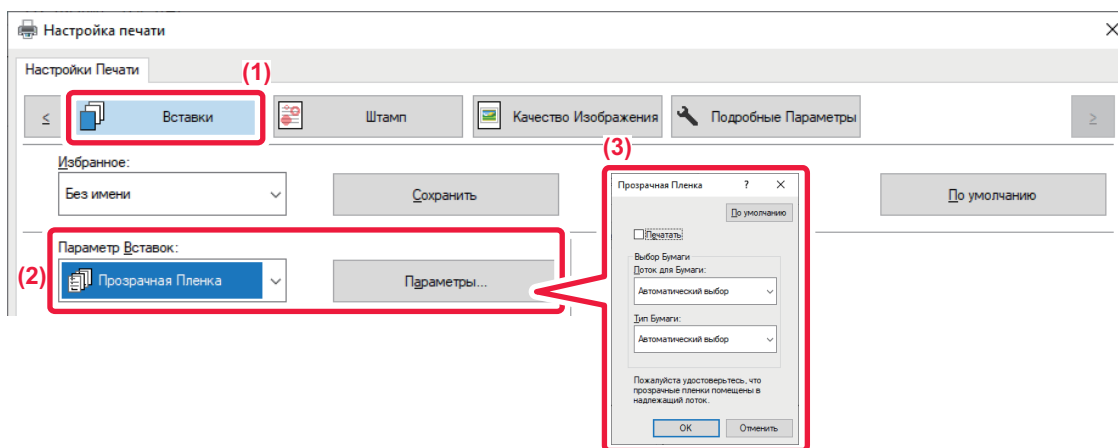 Настройка печати
Настройки Печати
(1)
<
Вставки
Штамп
Качество Изображения
Подробные Параметры
>
Избранное:
Без имени
Сохранить
По умолчанию
(2)
Параметр Вставок:
Прозрачная Пленка
Параметры...
(3)
Прозрачная Пленка
?
По умолчанию
Печатать
Выбор Бумаги
Лоток для Бумаги:
Автоматический выбор
Тип Бумаги:
Автоматический выбор
Пожалуйста удостоверьтесь, что
прозрачные пленки помещены в
надлежащий лоток.
OK
Отменить